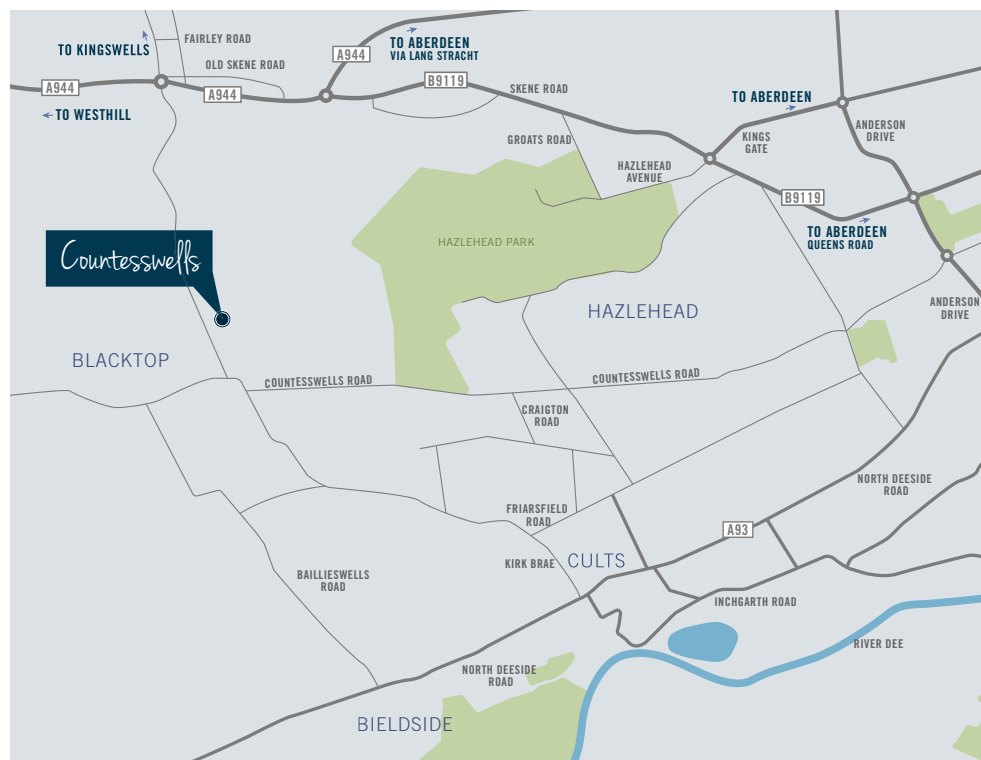 FAIRLEY ROAD
TO KINGSWELLS
TO ABERDEEN
VIA LANG STRACHT
A944
OLD SKENE ROAD
B9119
A944
A944
SKENE ROAD
TO ABERDEEN
TO WESTHILL
ANDERSON
DRIVE
GROATS ROAD
KINGS
GATE
HAZLEHEAD
AVENUE
B9119
TO ABERDEEN
QUEENS ROAD
HAZLEHEAD PARK
Countesswells
ANDERSON
DRIVE
HAZLEHEAD
BLACKTOP
COUNTESSWELLS ROAD
COUNTESSWELLS ROAD
CRAIGTON
ROAD
NORTH DEESIDE
ROAD
FRIARSFIELD
ROAD
A93
KIRK BRAE
CULTS
BAILLIESWELLS
ROAD
INCHGARTH ROAD
RIVER DEE
NORTH DEESIDE
ROAD
BIELDSIDE